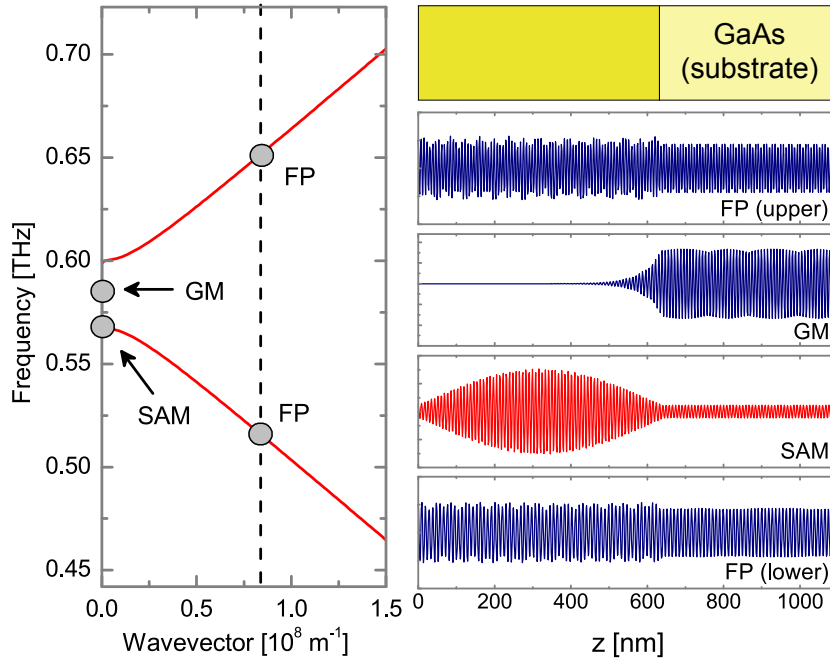 0.70
0.65
0.60
0.55
0.50
0.45
Frequency [THz]
FP
GM
SAM
FP
0.0
0.5
1.0
1.5
Wavevector [10⁸ m⁻¹]
GaAs
(substrate)
FP (upper)
GM
SAM
FP (lower)
0
200
400
600
800
1000
z [nm]